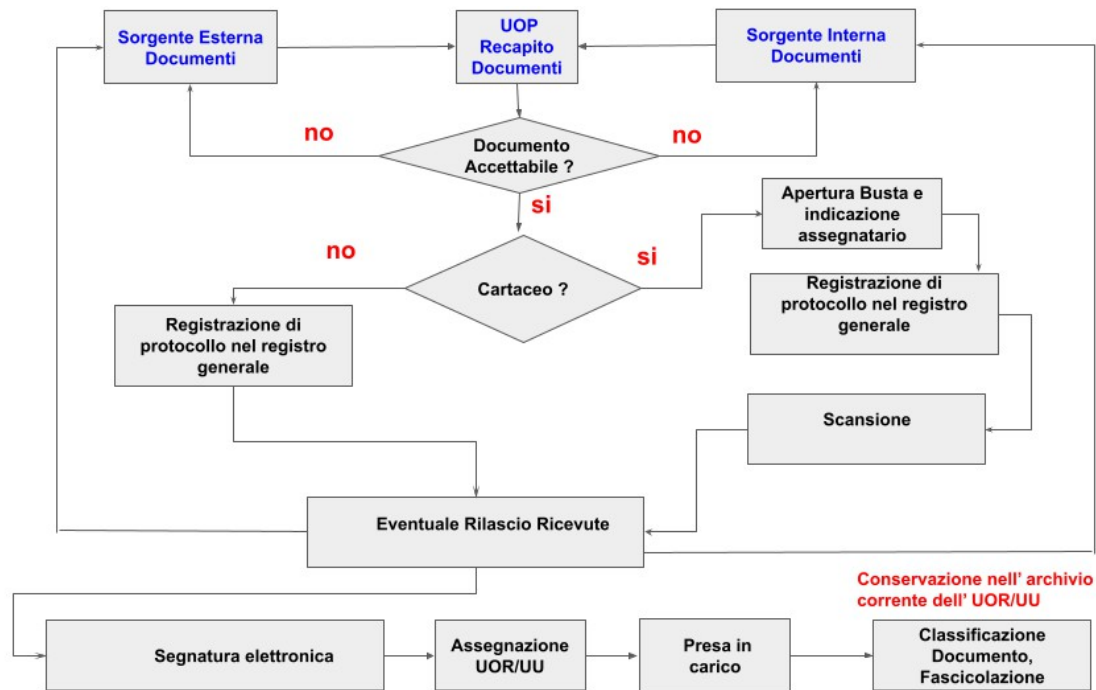 Sorgente Esterna
Documenti
UOP
Recapito
Documenti
Sorgente Interna
Documenti
no
Documento
Accettabile ?
no
si
Apertura Busta e
indicazione
assegnatario
no
Cartaceo ?
si
Registrazione di
protocollo nel registro
generale
Registrazione di
protocollo nel registro
generale
Scansione
Eventuale Rilascio Ricevute
Conservazione nell' archivio
corrente dell' UOR/UU
Segnatura elettronica
Assegnazione
UOR/UU
Presa in
carico
Classificazione
Documento,
Fascicolazione